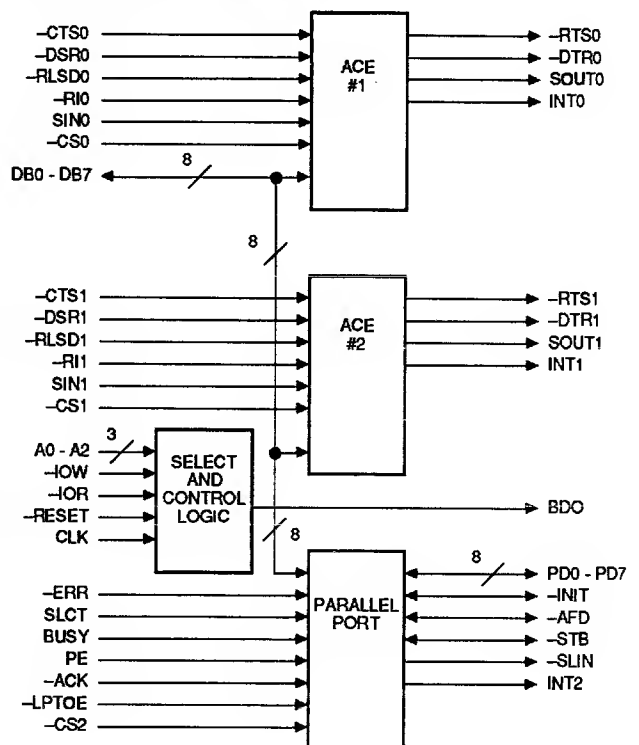 –CTS0
–DSR0
–RLSD0
–RI0
SIN0
–CS0
DB0 - DB7
8
ACE
#1
–RTS0
–DTR0
SOUT0
INT0
8
–CTS1
–DSR1
–RLSD1
–RI1
SIN1
–CS1
ACE
#2
–RTS1
–DTR1
SOUT1
INT1
A0 - A2
3
–IOW
–IOR
–RESET
CLK
SELECT
AND
CONTROL
LOGIC
BDO
8
–ERR
SLCT
BUSY
PE
–ACK
–LPTOE
–CS2
PARALLEL
PORT
8
PD0 - PD7
–INIT
–AFD
–STB
–SLIN
INT2